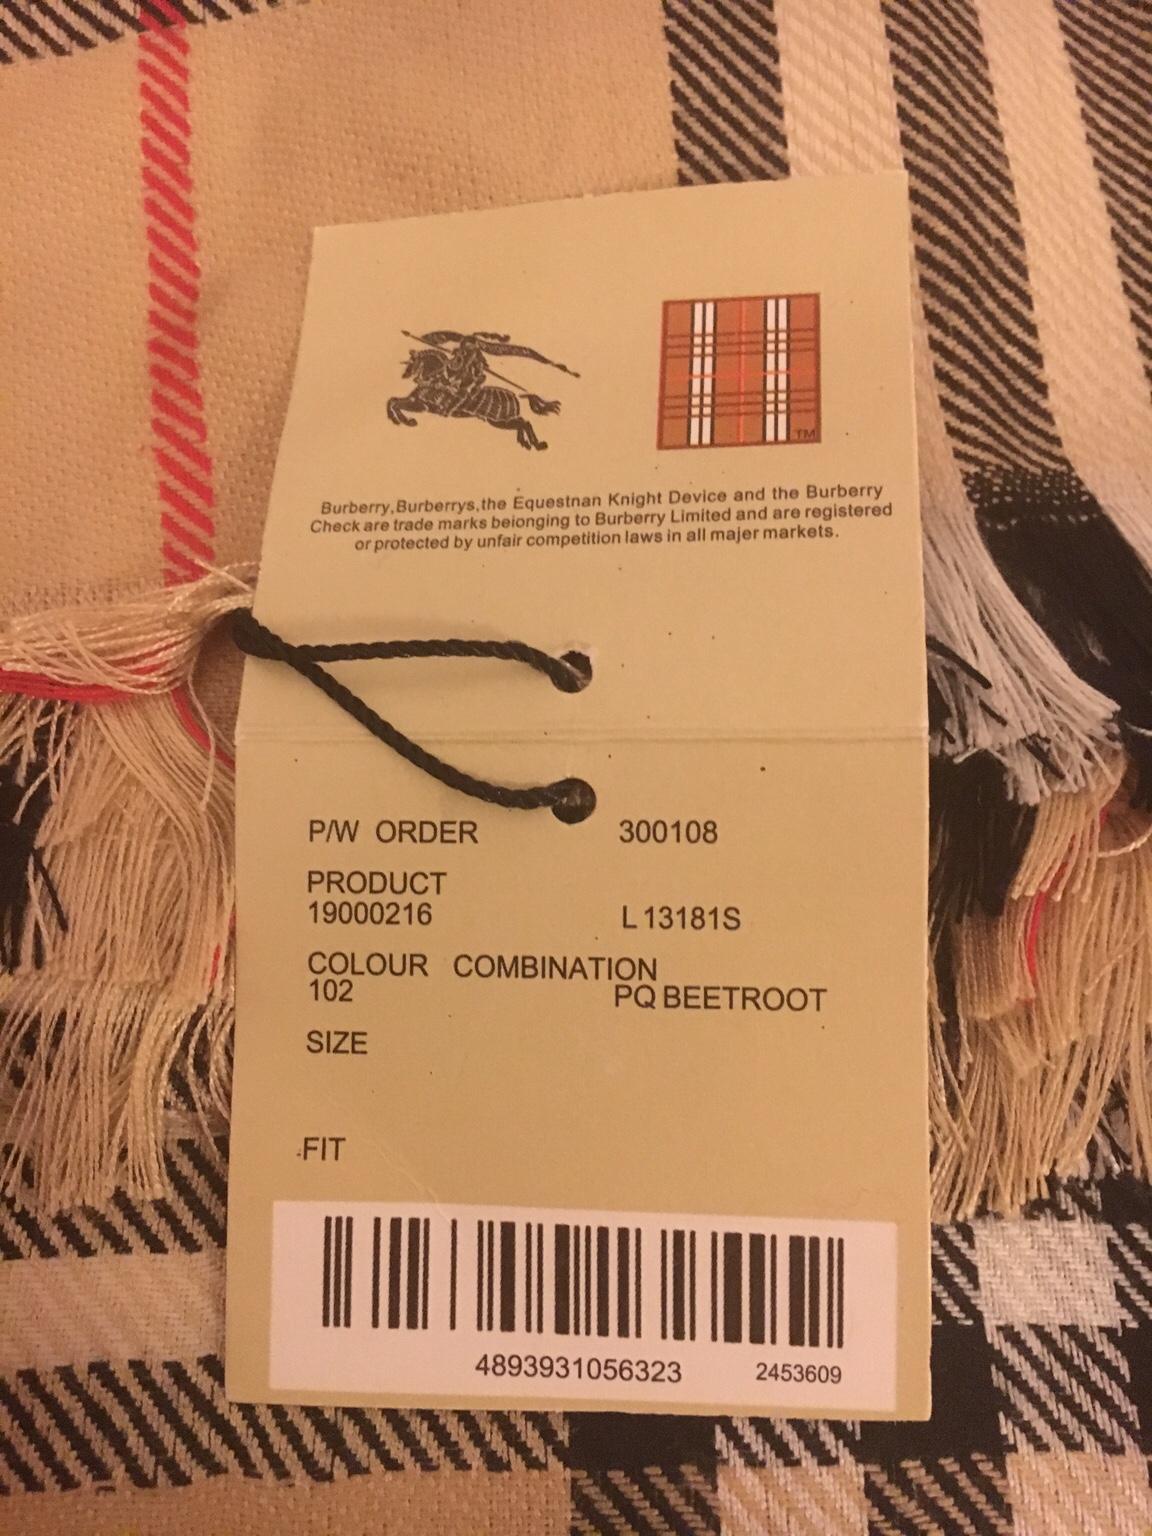 TM
Burberry,Burberrys,the Equestnan Knight Device and the Burberry
Check are trade marks beionging to Burberry Limited and are registered
or protected by unfair competition laws in all majer markets.
P/W ORDER 300108
PRODUCT
19000216 L13181S
COLOUR COMBINATION
102 PQ BEETROOT
SIZE
FIT
4893931056323 2453609